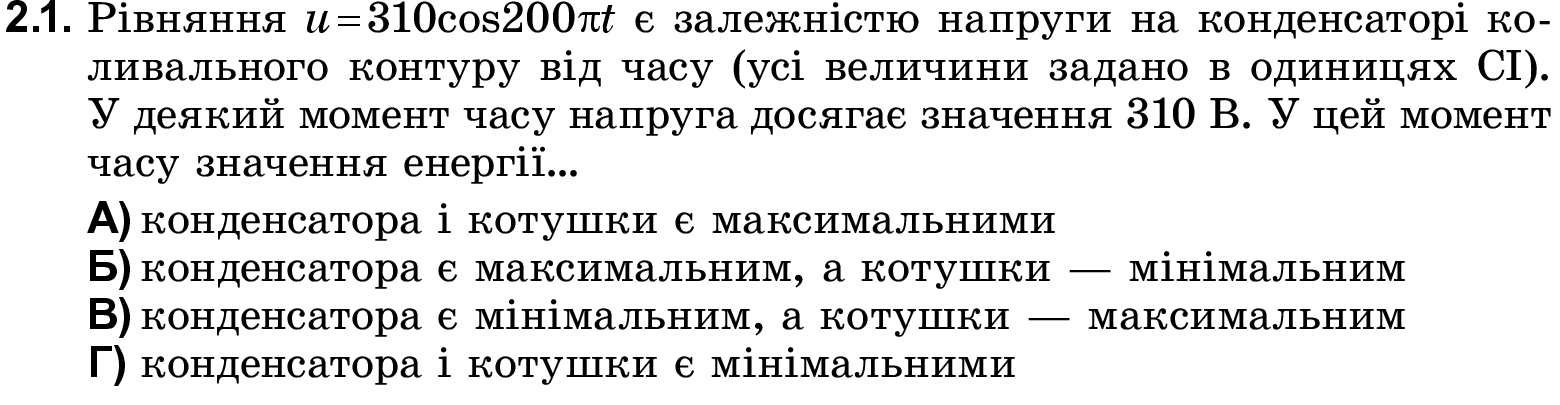 2.1. Рівняння u=310cos200πt є залежністю напруги на конденсаторі ко-
ливального контуру від часу (усі величини задано в одиницях СІ).
У деякий момент часу напруга досягає значення 310 В. У цей момент
часу значення енергії...
А) конденсатора і котушки є максимальними
Б) конденсатора є максимальним, а котушки — мінімальним
В) конденсатора є мінімальним, а котушки — максимальним
Г) конденсатора і котушки є мінімальними